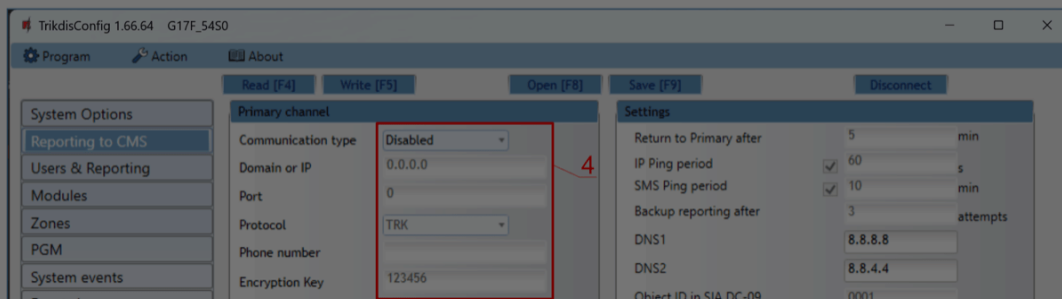 TrikdisConfig 1.66.64 G17F_54S0
Program Action About
Read [F4] Write [F5] Open [F8] Save [F9] Disconnect
System Options
Reporting to CMS
Users & Reporting
Modules
Zones
PGM
System events
Primary channel
Communication type Disabled
Domain or IP 0.0.0.0
Port 0
Protocol TRK
Phone number
Encryption Key 123456
4
Settings
Return to Primary after 5 min
IP Ping period 60 s
SMS Ping period 10 min
Backup reporting after 3 attempts
DNS1 8.8.8.8
DNS2 8.8.4.4
Object ID in SIA DC-09 0001